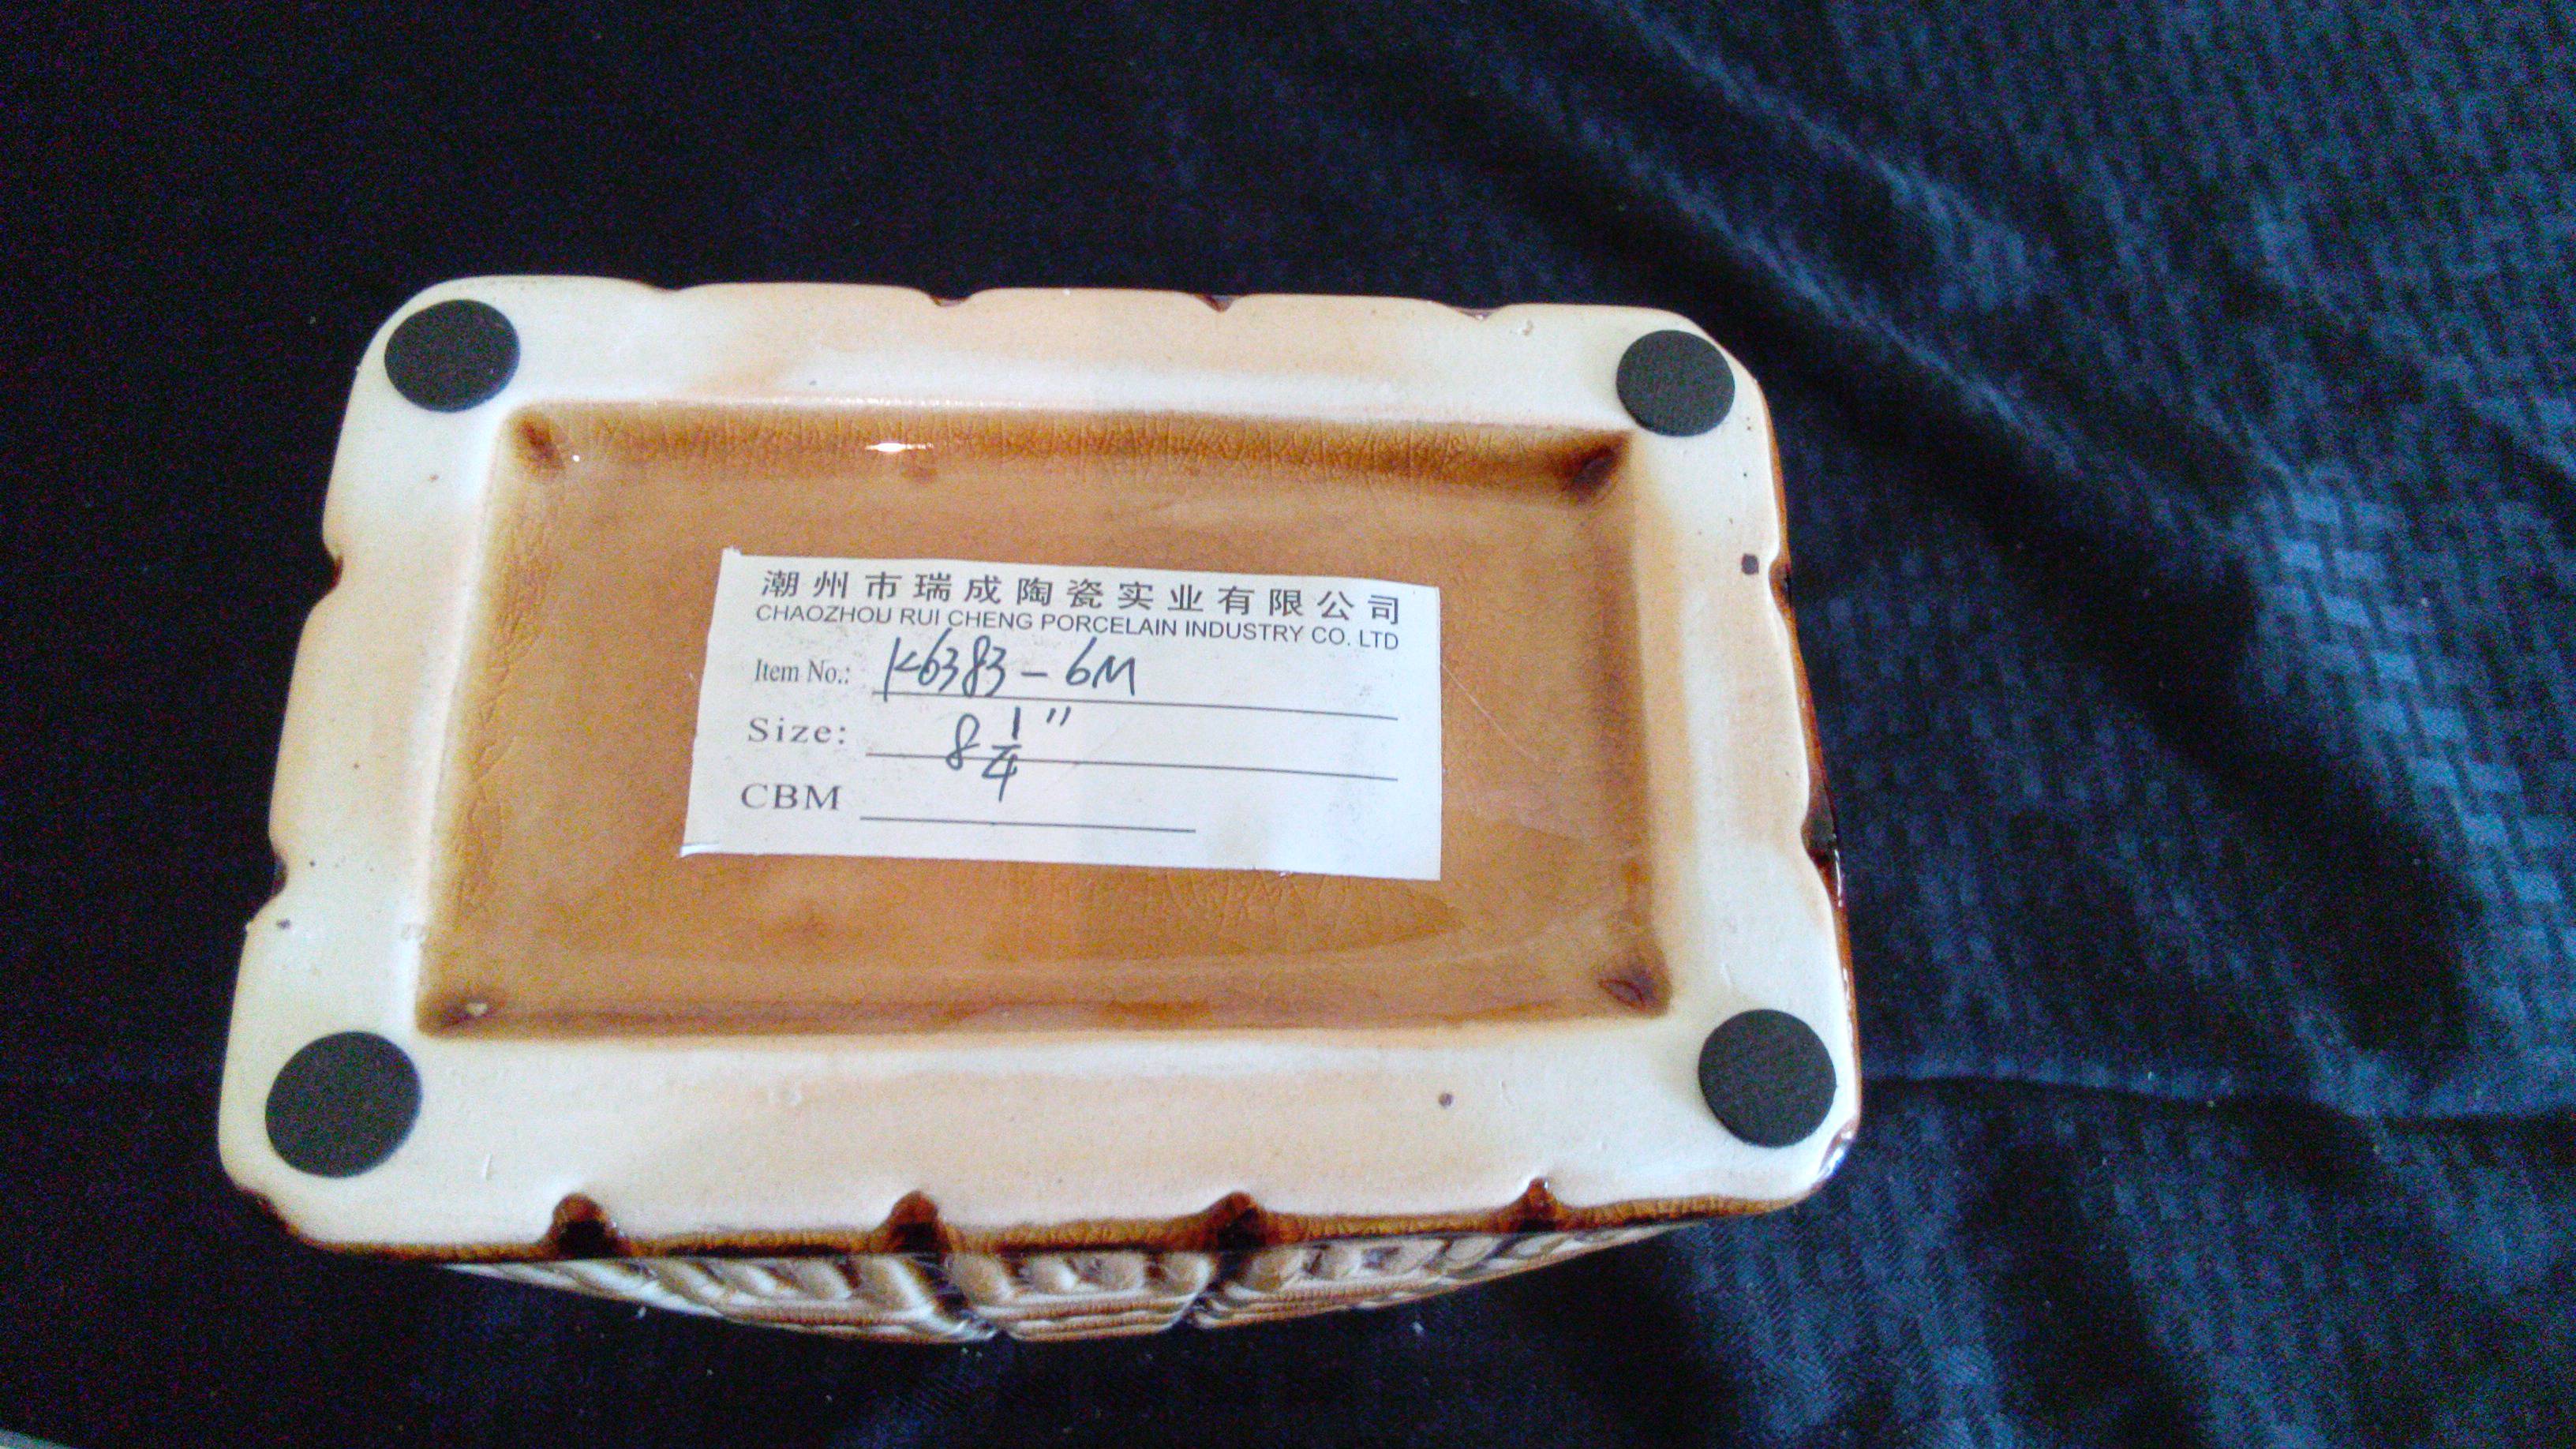 潮州市瑞成陶瓷实业有限公司
CHAOZHOU RUI CHENG PORCELAIN INDUSTRY CO. LTD
Item No.: K6383-6M
Size: 8 1/4"
CBM